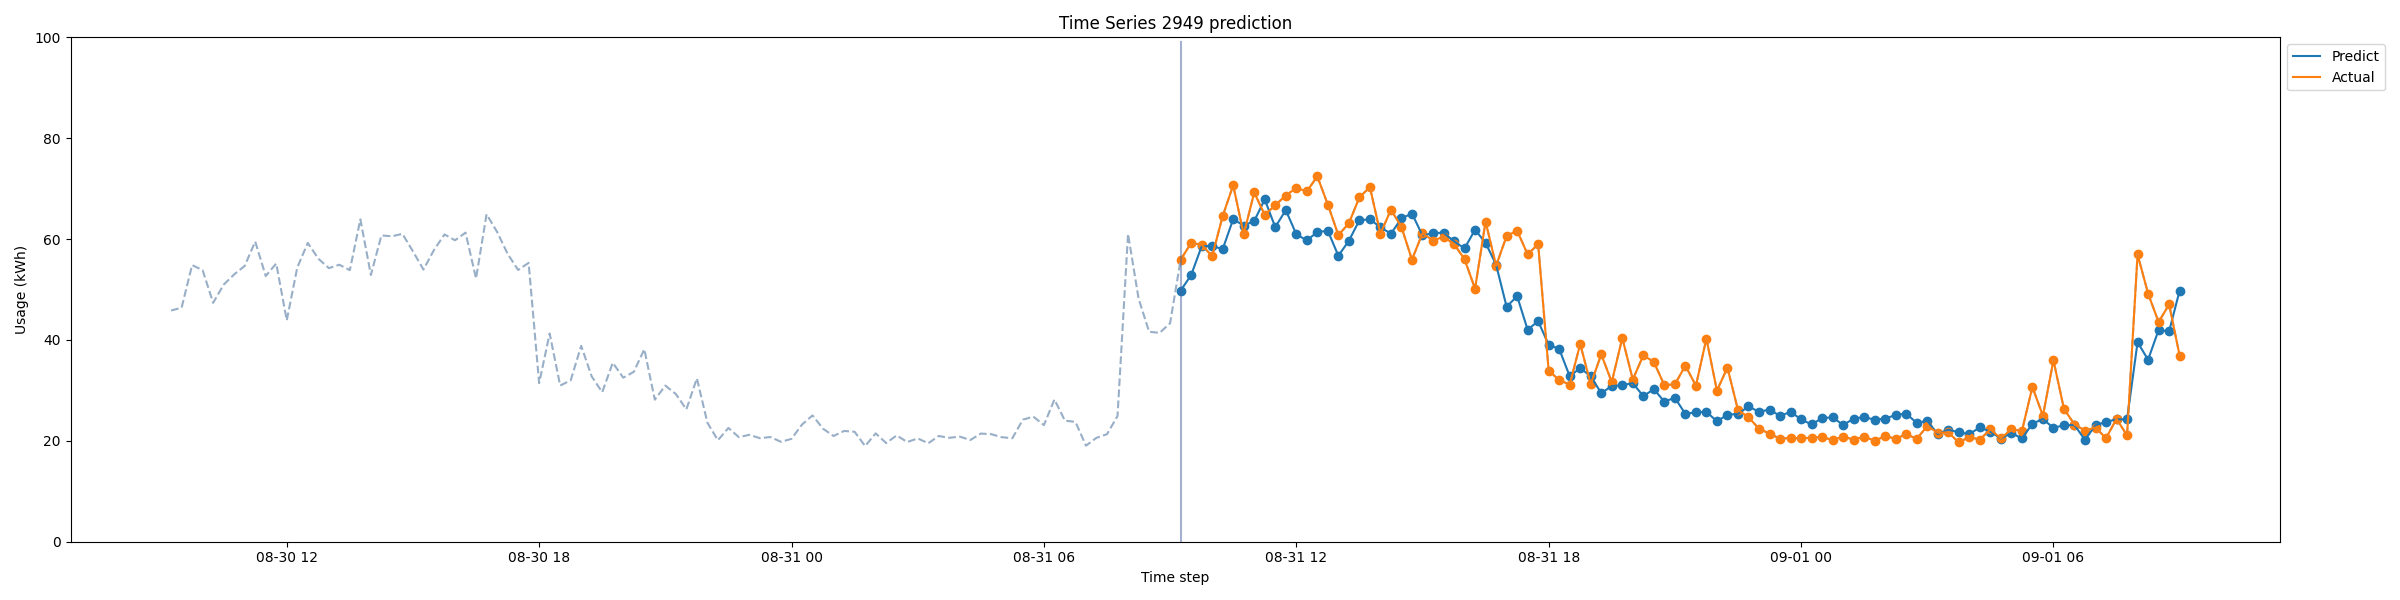 Time Series 2949 prediction
Predict
Actual
Usage (kWh)
100
80
60
40
20
0
08-30 12
08-30 18
08-31 00
08-31 06
08-31 12
08-31 18
09-01 00
09-01 06
Time step